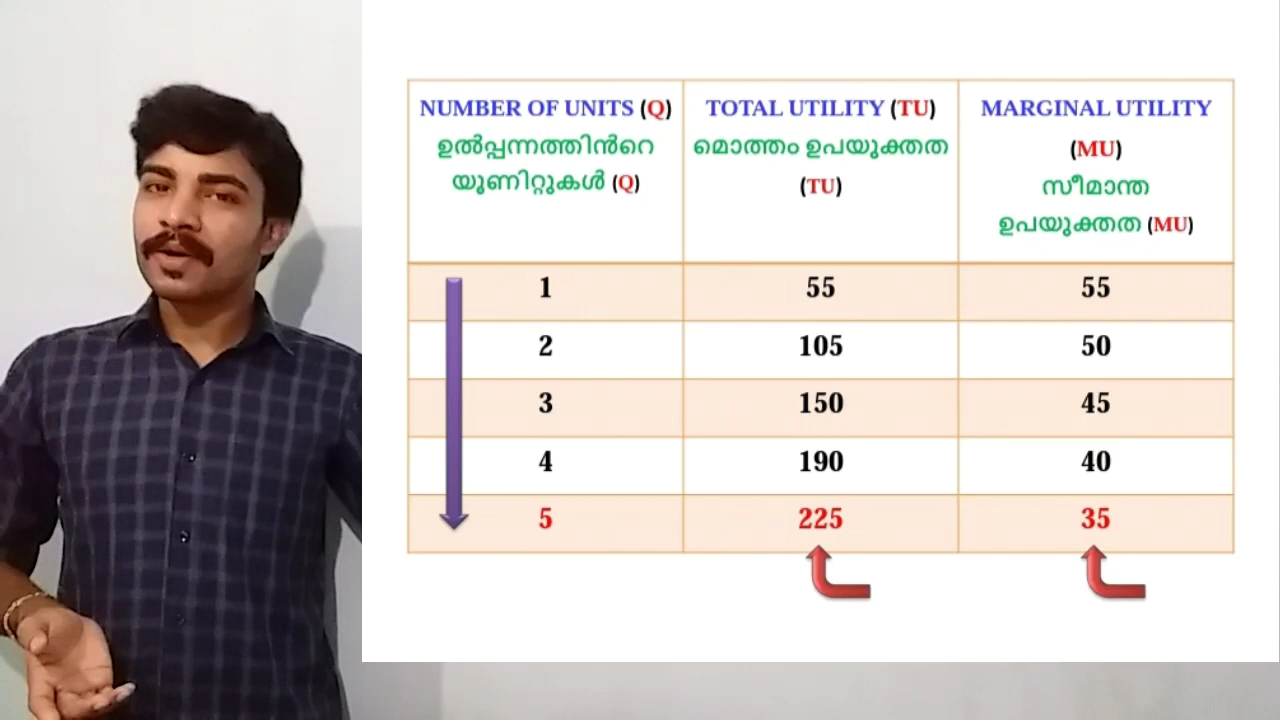 NUMBER OF UNITS (Q)
ഉൽപ്പന്നത്തിൻറെ
യൂണിറ്റുകൾ (Q)
TOTAL UTILITY (TU)
മൊത്തം ഉപയുക്തത
(TU)
MARGINAL UTILITY
(MU)
സീമാന്ത
ഉപയുക്തത (MU)
1 55 55
2 105 50
3 150 45
4 190 40
5 225 35